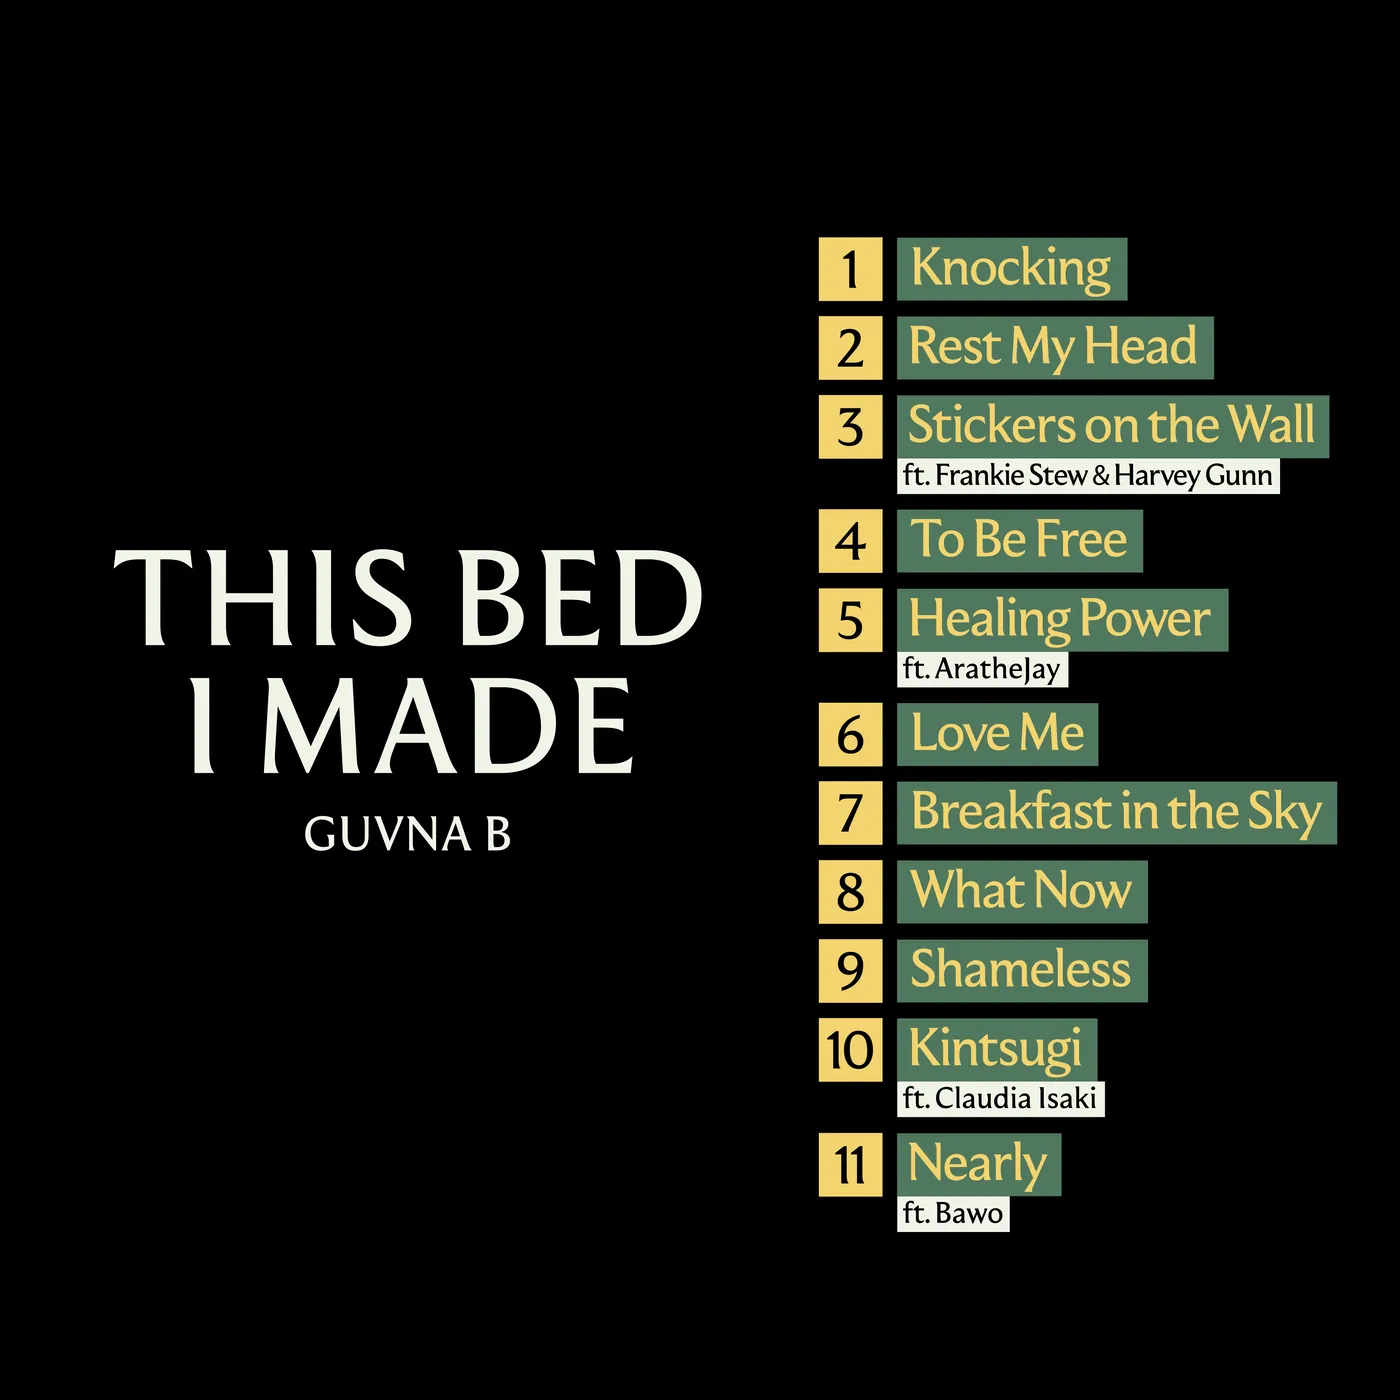 THIS BED
I MADE
GUVNA B
1 Knocking
2 Rest My Head
3 Stickers on the Wall
ft. Frankie Stew & Harvey Gunn
4 To Be Free
5 Healing Power
ft. AratheJay
6 Love Me
7 Breakfast in the Sky
8 What Now
9 Shameless
10 Kintsugi
ft. Claudia Isaki
11 Nearly
ft. Bawo